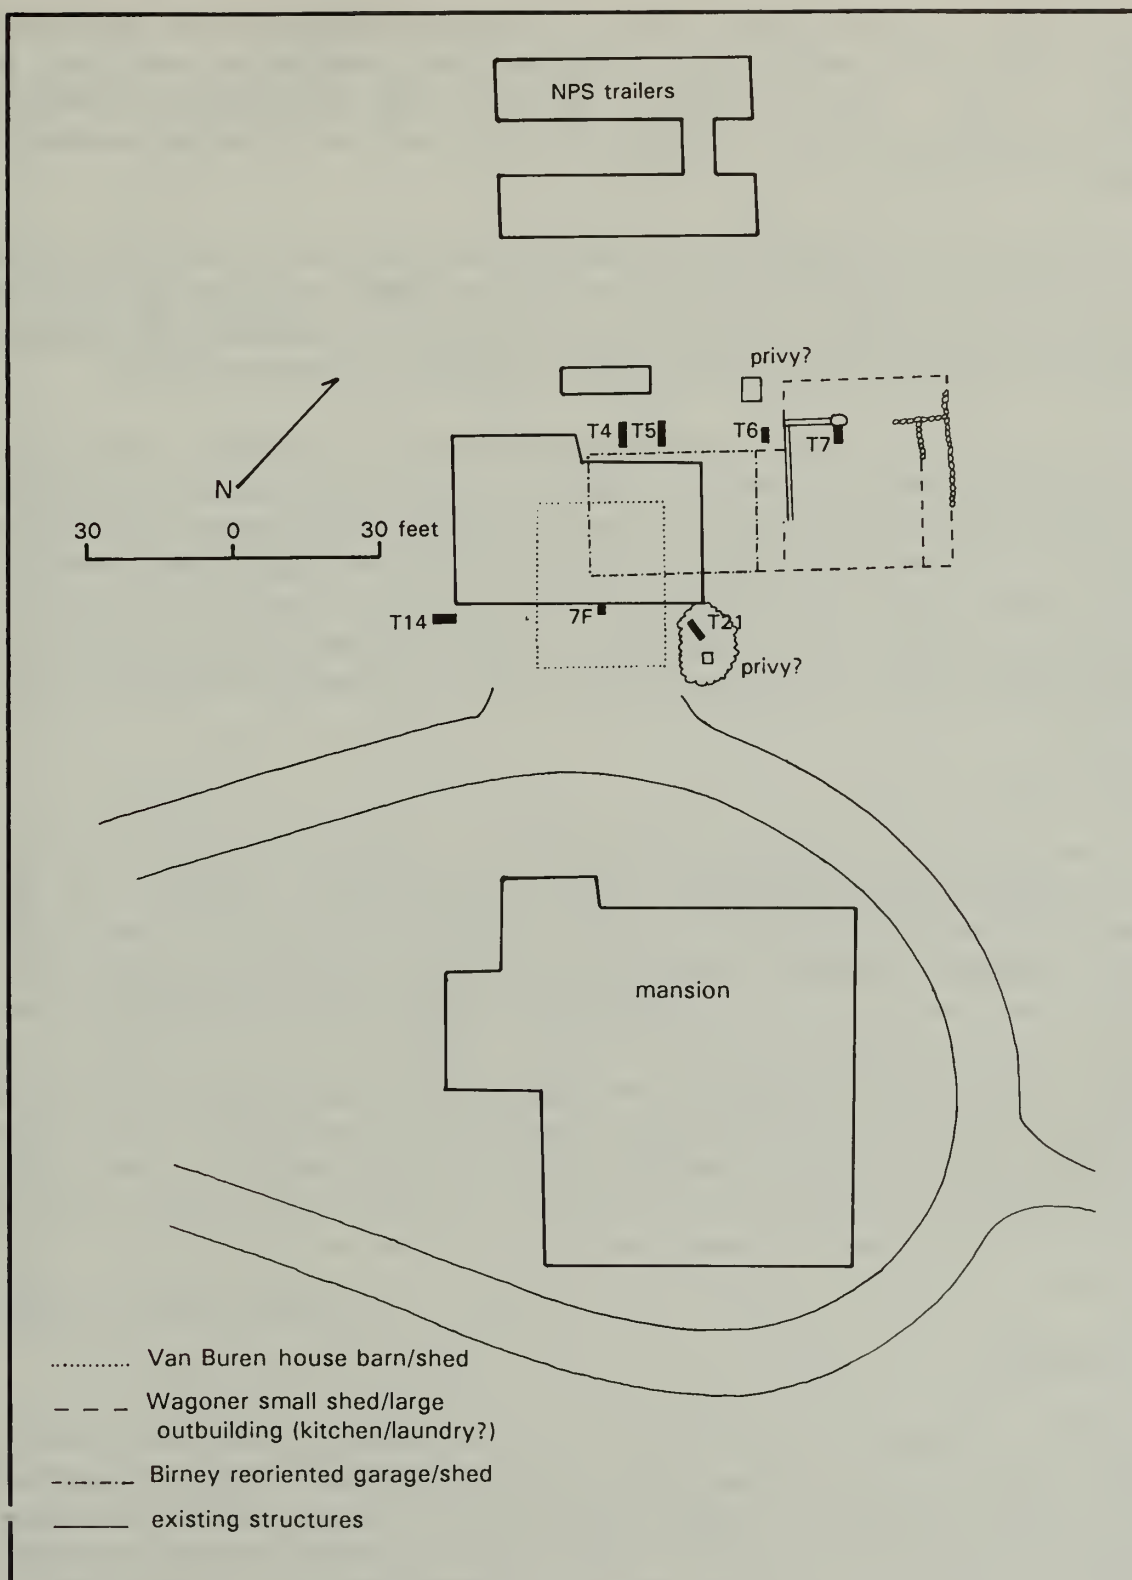 NPS trailers
privy?
T4
T5
T6
T7
N
30 0 30 feet
T14
7F
T21
privy?
mansion
Van Buren house barn/shed
Wagoner small shed/large
outbuilding (kitchen/laundry?)
Birney reoriented garage/shed
existing structures